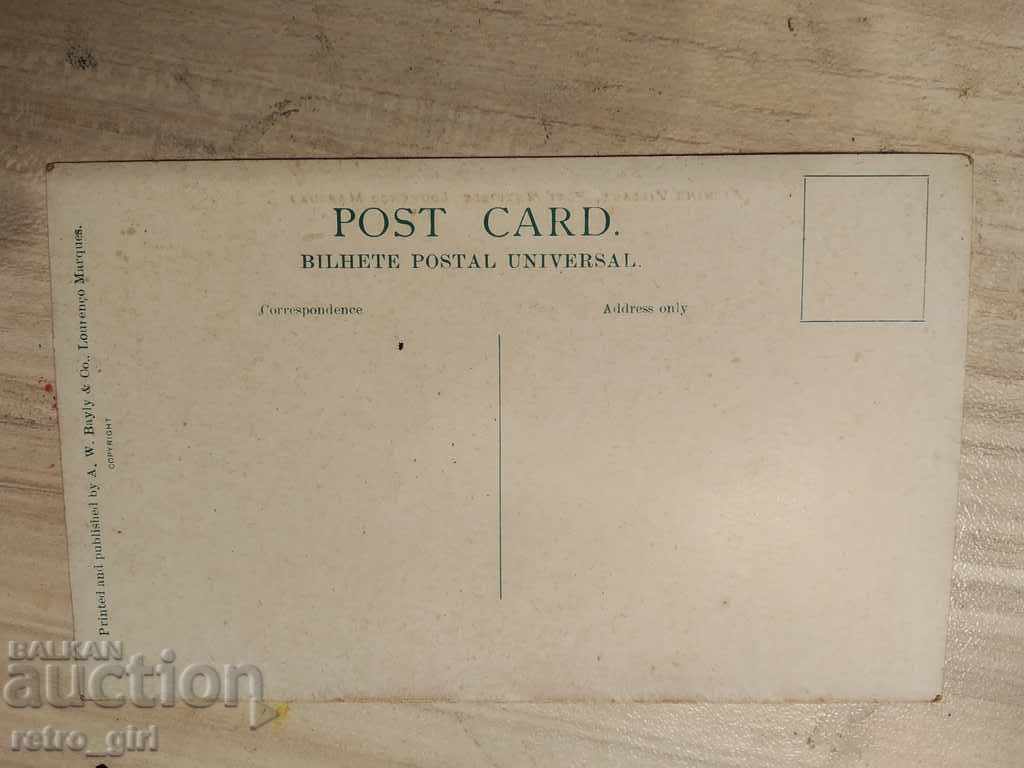 POST CARD.
BILHETE POSTAL UNIVERSAL.
Correspondence
Address only
Printed and published by A. W. Bayly & Co., Lourenço Marques.
COPYRIGHT
BALKAN
auction
retro_girl